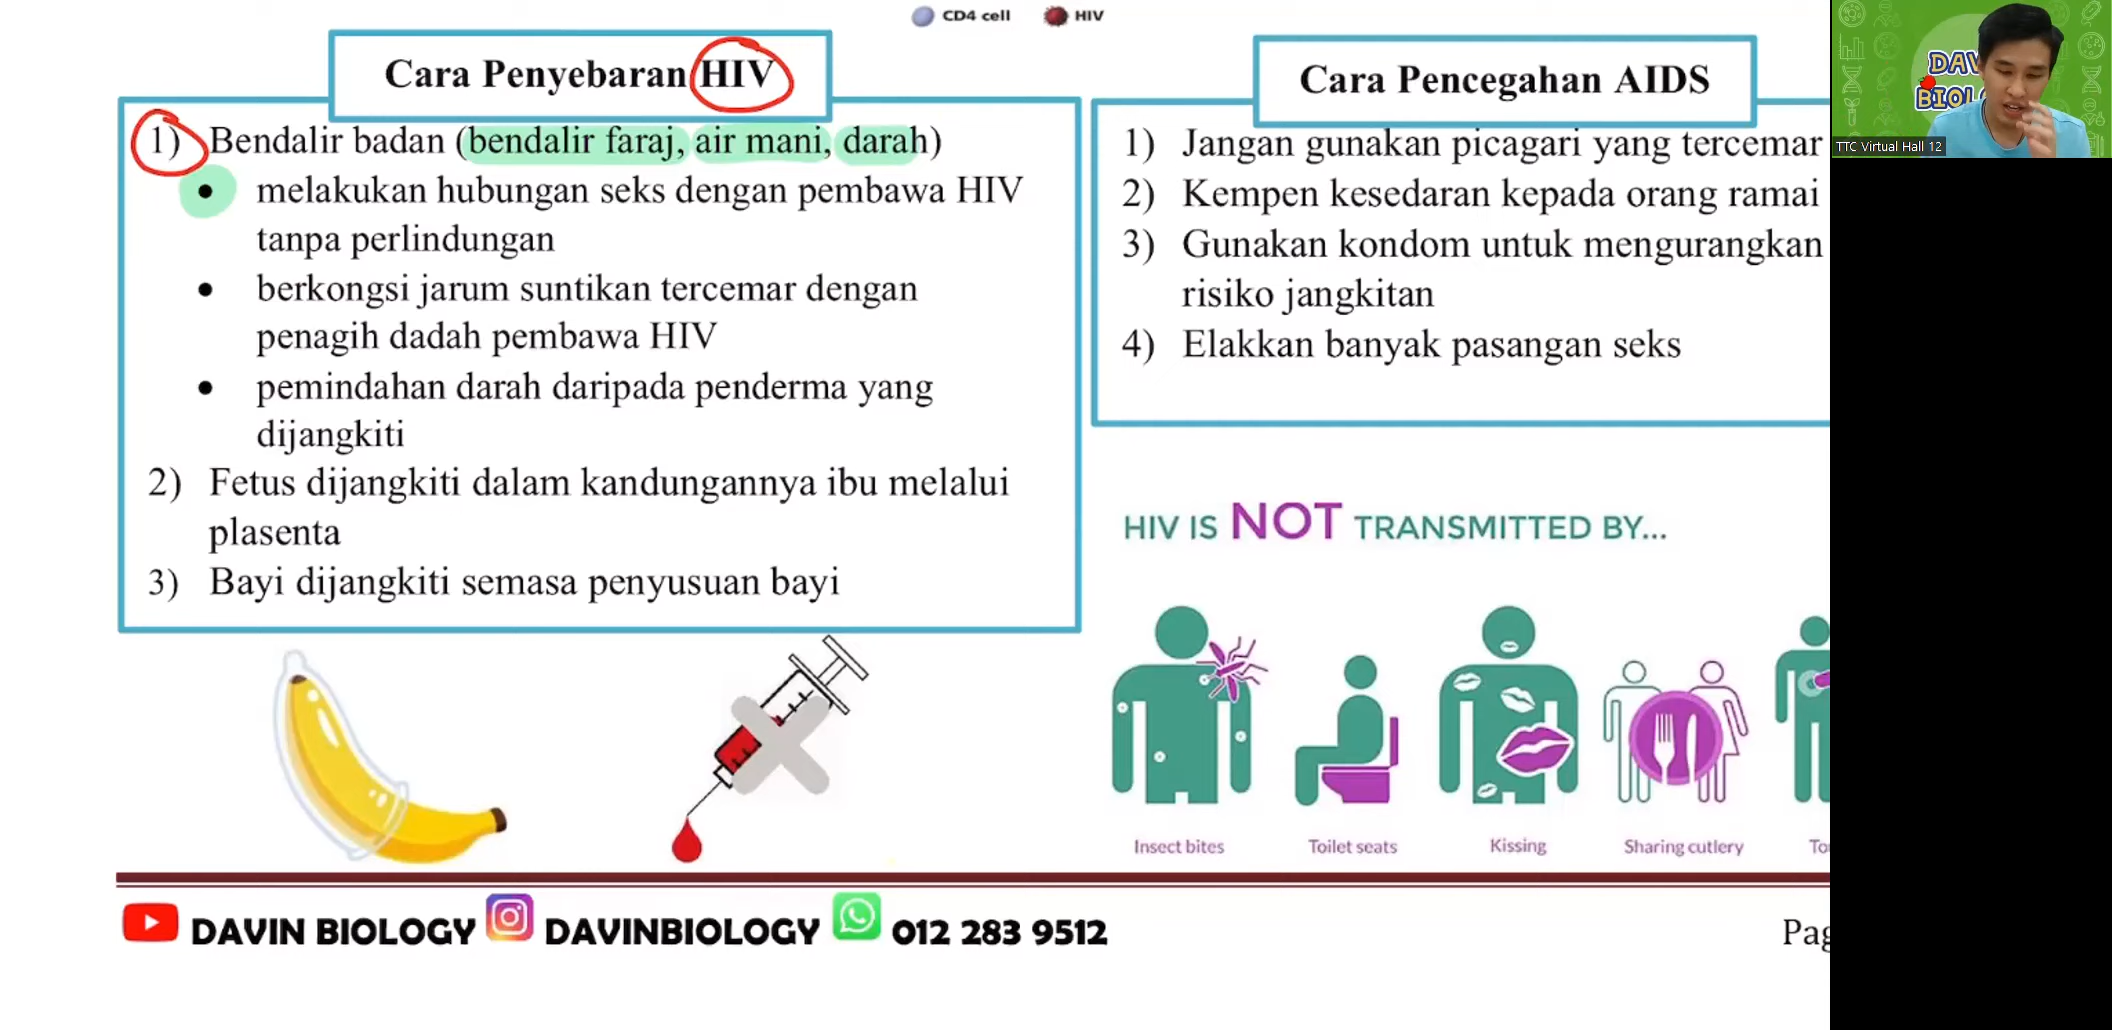 CD4 cell HIV
Cara Penyebaran HIV
1) Bendalir badan (bendalir faraj, air mani, darah)
• melakukan hubungan seks dengan pembawa HIV
tanpa perlindungan
• berkongsi jarum suntikan tercemar dengan
penagih dadah pembawa HIV
• pemindahan darah daripada penderma yang
dijangkiti
2) Fetus dijangkiti dalam kandungannya ibu melalui
plasenta
3) Bayi dijangkiti semasa penyusuan bayi
Cara Pencegahan AIDS
1) Jangan gunakan picagari yang tercemar
2) Kempen kesedaran kepada orang ramai
3) Gunakan kondom untuk mengurangkan
risiko jangkitan
4) Elakkan banyak pasangan seks
HIV IS NOT TRANSMITTED BY...
Insect bites
Toilet seats
Kissing
Sharing cutlery
DAVIN BIOLOGY DAVINBIOLOGY 012 283 9512
TTC Virtual Hall 12